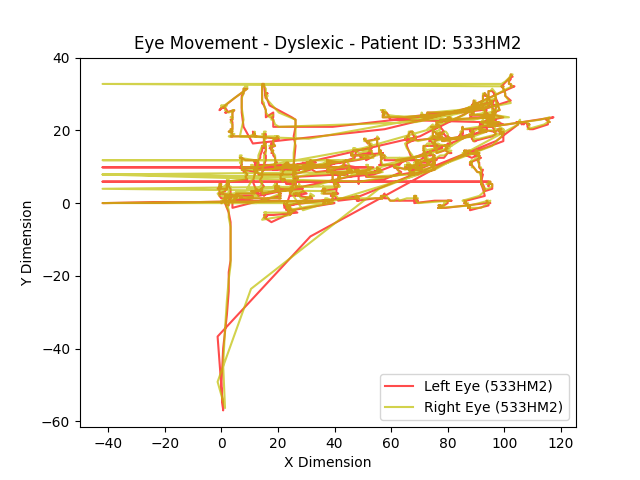 Eye Movement - Dyslexic - Patient ID: 533HM2
40
20
0
−20
−40
−60
Y Dimension
−40 −20 0 20 40 60 80 100 120
X Dimension
Left Eye (533HM2)
Right Eye (533HM2)